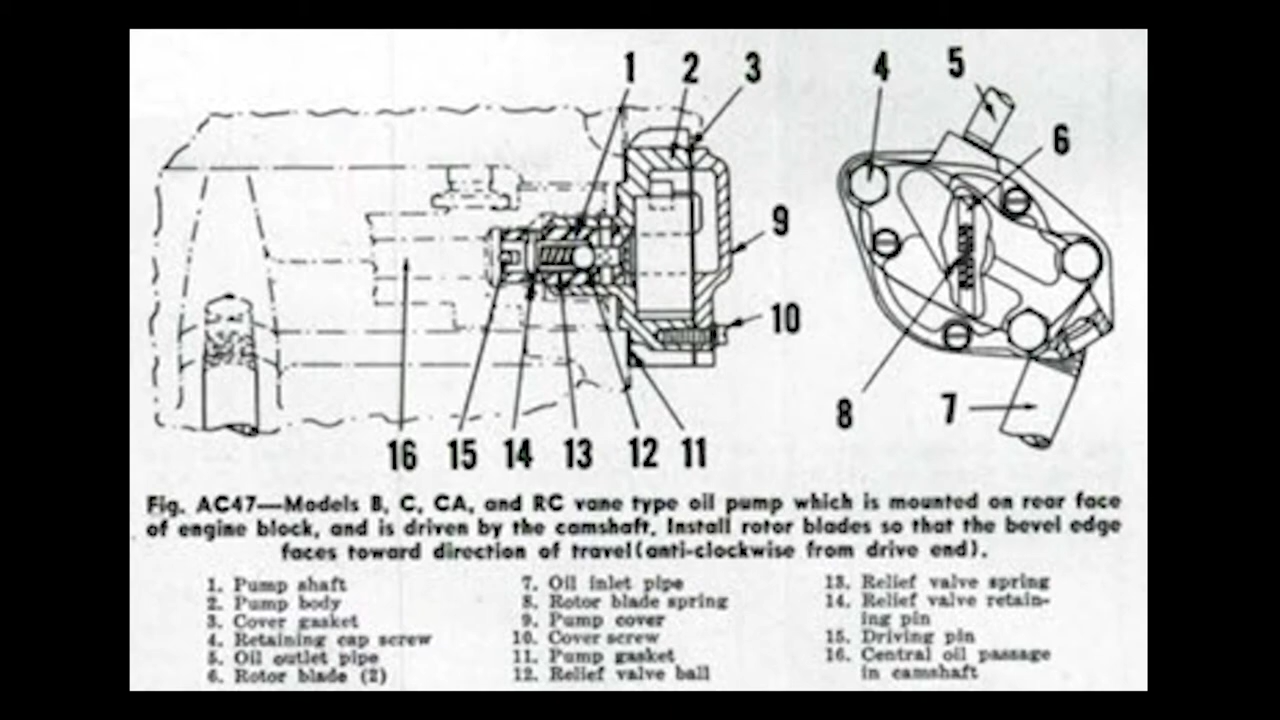 1 2 3 4 5
6
9
10
8 7
16 15 14 13 12 11
Fig. AC47—Models B, C, CA, and RC vane type oil pump which is mounted on rear face
of engine block, and is driven by the camshaft. Install rotor blades so that the bevel edge
faces toward direction of travel (anti-clockwise from drive end).
1. Pump shaft
2. Pump body
3. Cover gasket
4. Retaining cap screw
5. Oil outlet pipe
6. Rotor blade (2)
7. Oil inlet pipe
8. Rotor blade spring
9. Pump cover
10. Cover screw
11. Pump gasket
12. Relief valve ball
13. Relief valve spring
14. Relief valve retain-
ing pin
15. Driving pin
16. Central oil passage
in camshaft